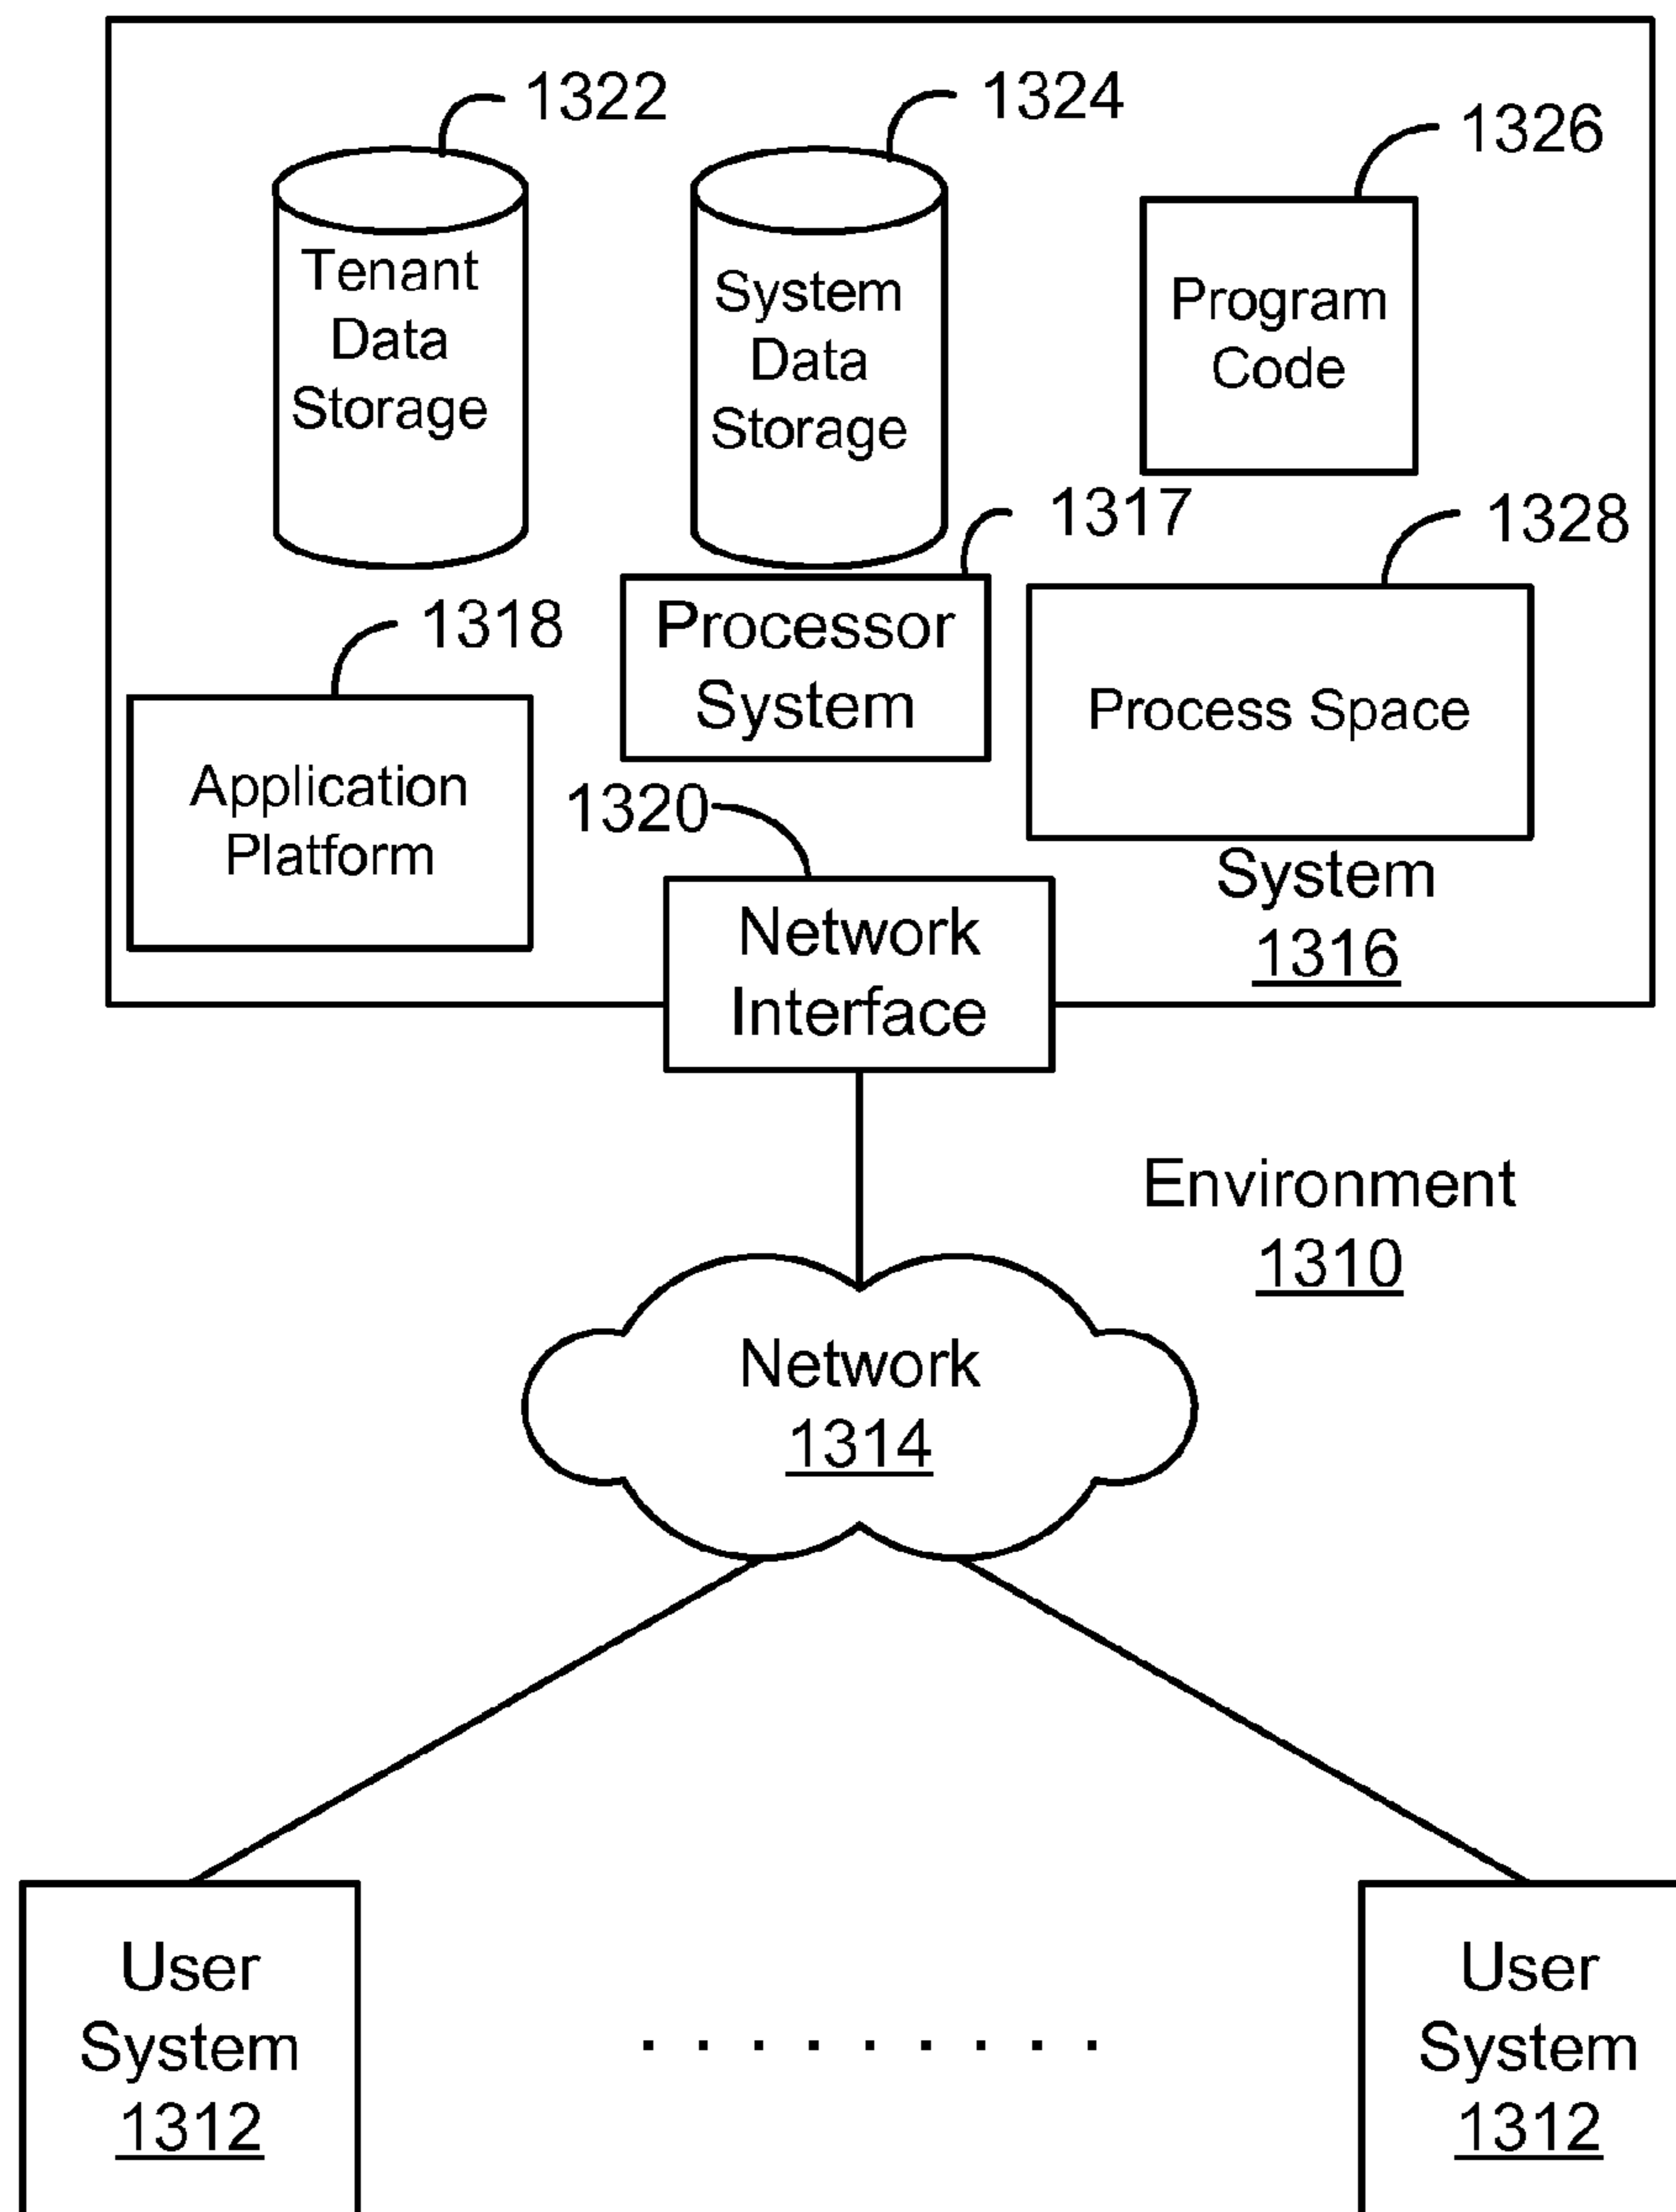 1322
1324
1326
Tenant
Data
Storage
System
Data
Storage
Program
Code
1317
1328
1318
Processor
System
Process Space
Application
Platform
1320
System
1316
Network
Interface
Environment
1310
Network
1314
User
System
1312
. . . . . . . . .
User
System
1312